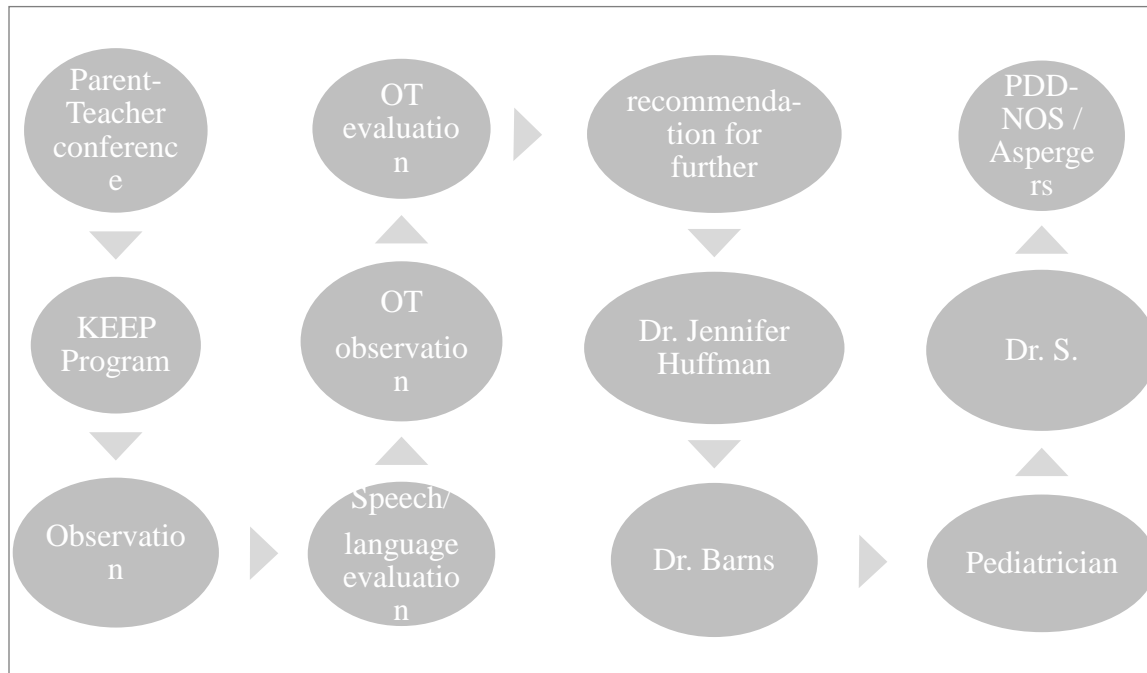 Parent-
Teacher
conferenc
e
KEEP
Program
Observatio
n
Speech/
language
evaluatio
n
OT
observatio
n
OT
evaluatio
n
recommenda-
tion for
further
Dr. Jennifer
Huffman
Dr. Barns
Pediatrician
Dr. S.
PDD-
NOS /
Asperge
rs